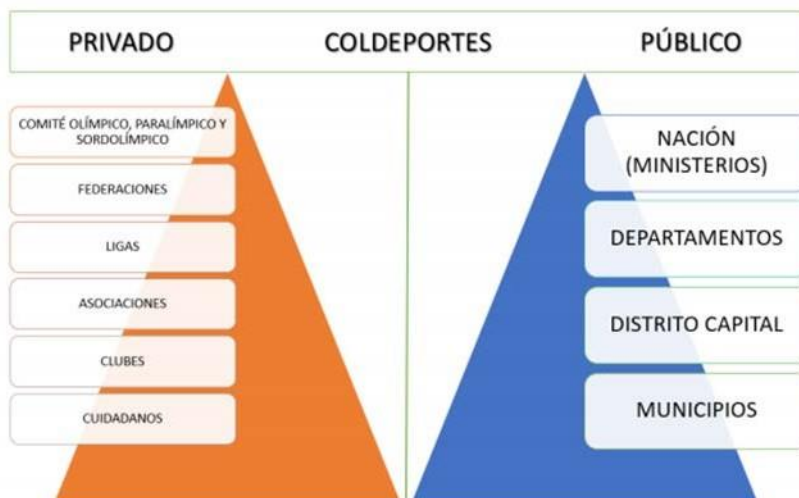 PRIVADO COLDEPORTES PÚBLICO
COMITÉ OLÍMPICO, PARALÍMPICO Y
SORDOLÍMPICO
FEDERACIONES
LIGAS
ASOCIACIONES
CLUBES
CUIDADANOS
NACIÓN
(MINISTERIOS)
DEPARTAMENTOS
DISTRITO CAPITAL
MUNICIPIOS